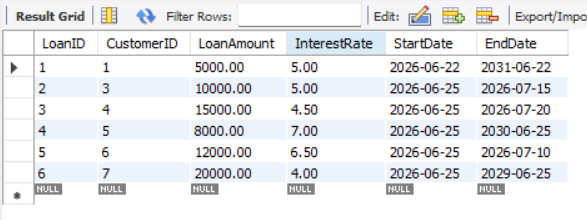 Result Grid Filter Rows: Edit: Export/Impo
LoanID CustomerID LoanAmount InterestRate StartDate EndDate
1 1 5000.00 5.00 2026-06-22 2031-06-22
2 3 10000.00 5.00 2026-06-25 2026-07-15
3 4 15000.00 4.50 2026-06-25 2026-07-20
4 5 8000.00 7.00 2026-06-25 2030-06-25
5 6 12000.00 6.50 2026-06-25 2026-07-10
6 7 20000.00 4.00 2026-06-25 2029-06-25
NULL NULL NULL NULL NULL NULL